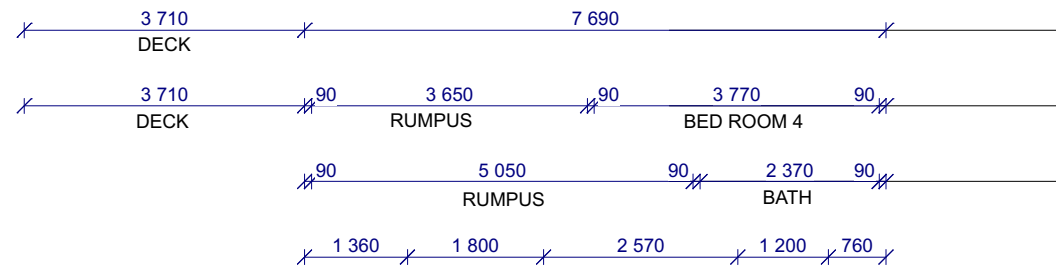 3 710 7 690
DECK
3 710 90 3 650 90 3 770 90
DECK RUMPUS BED ROOM 4
90 5 050 90 2 370 90
RUMPUS BATH
1 360 1 800 2 570 1 200 760